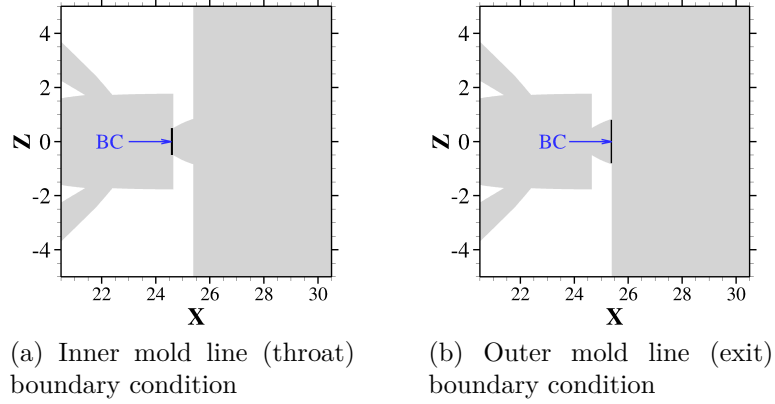 4
2
0
-2
-4
Z
BC
22 24 26 28 30
X
(a) Inner mold line (throat)
boundary condition
4
2
0
-2
-4
Z
BC
22 24 26 28 30
X
(b) Outer mold line (exit)
boundary condition